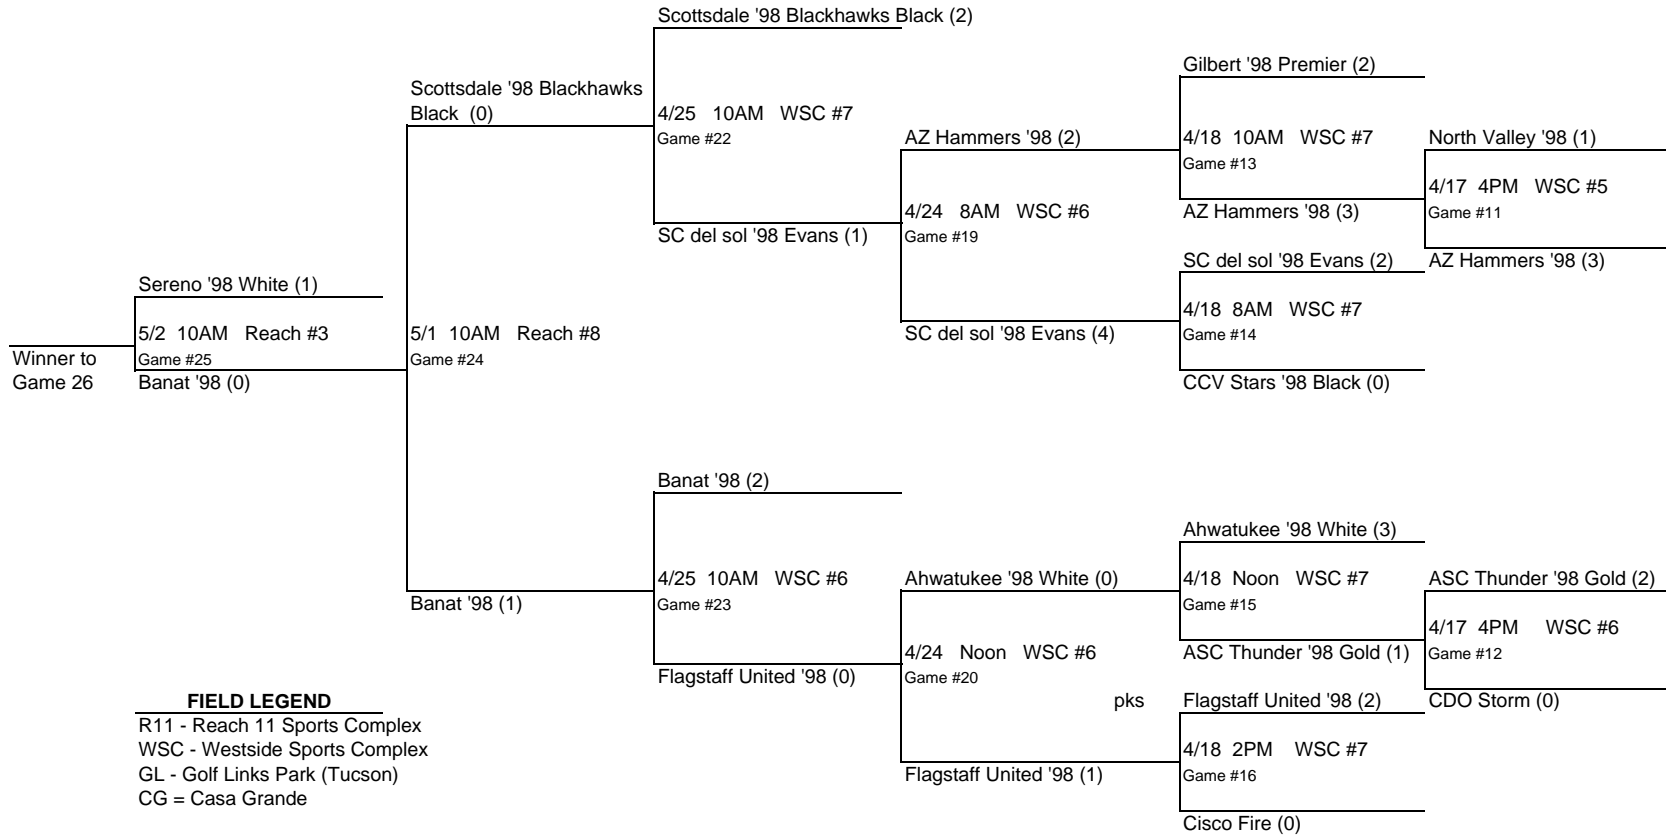 Scottsdale '98 Blackhawks Black (2)
Gilbert '98 Premier (2)
Scottsdale '98 Blackhawks
Black (0)
4/25 10AM WSC #7
Game #22
AZ Hammers '98 (2)
4/18 10AM WSC #7
Game #13
North Valley '98 (1)
4/17 4PM WSC #5
Game #11
4/24 8AM WSC #6
Game #19
AZ Hammers '98 (3)
SC del sol '98 Evans (1)
SC del sol '98 Evans (2)
AZ Hammers '98 (3)
Sereno '98 White (1)
4/18 8AM WSC #7
Game #14
5/2 10AM Reach #3
Game #25
5/1 10AM Reach #8
Game #24
SC del sol '98 Evans (4)
Winner to
Game 26
Banat '98 (0)
CCV Stars '98 Black (0)
Banat '98 (2)
Ahwatukee '98 White (3)
4/25 10AM WSC #6
Game #23
Ahwatukee '98 White (0)
4/18 Noon WSC #7
Game #15
ASC Thunder '98 Gold (2)
Banat '98 (1)
4/17 4PM WSC #6
Game #12
4/24 Noon WSC #6
Game #20
ASC Thunder '98 Gold (1)
Flagstaff United '98 (0)
pks
Flagstaff United '98 (2)
CDO Storm (0)
4/18 2PM WSC #7
Game #16
Flagstaff United '98 (1)
Cisco Fire (0)
FIELD LEGEND
R11 - Reach 11 Sports Complex
WSC - Westside Sports Complex
GL - Golf Links Park (Tucson)
CG = Casa Grande